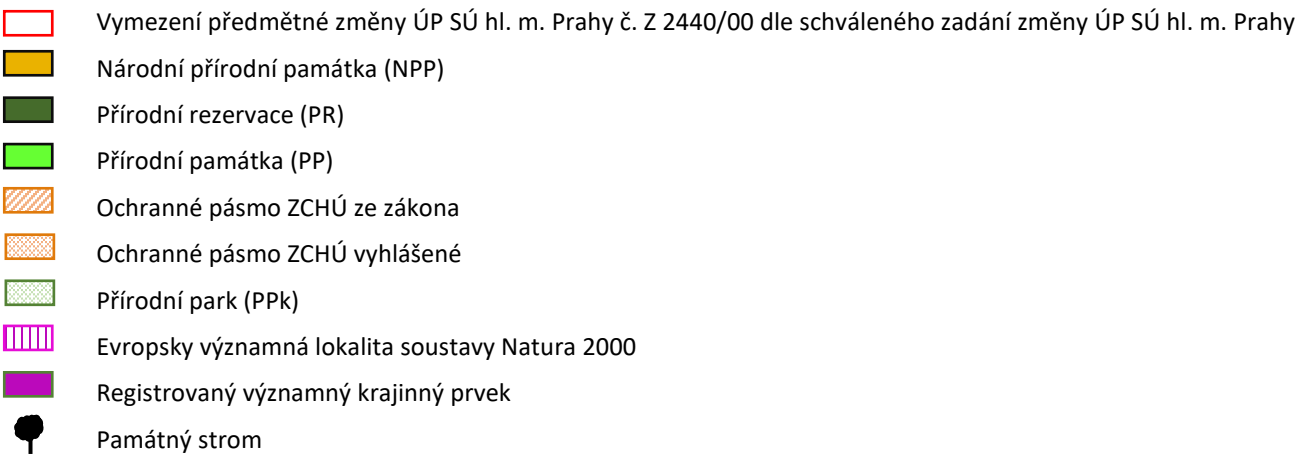 Vymezení předmětné změny ÚP SÚ hl. m. Prahy č. Z 2440/00 dle schváleného zadání změny ÚP SÚ hl. m. Prahy
Národní přírodní památka (NPP)
Přírodní rezervace (PR)
Přírodní památka (PP)
Ochranné pásmo ZCHÚ ze zákona
Ochranné pásmo ZCHÚ vyhlášené
Přírodní park (PPk)
Evropsky významná lokalita soustavy Natura 2000
Registrovaný významný krajinný prvek
Památný strom